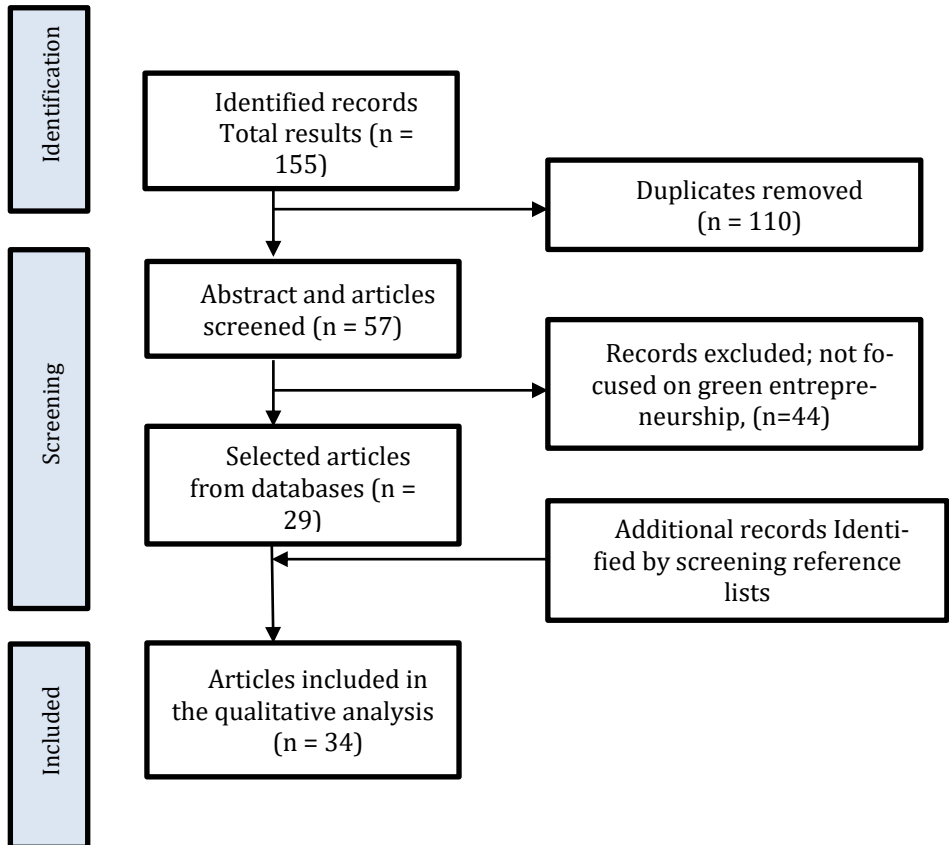 Identification
Identified records
Total results (n =
155)
Duplicates removed
(n = 110)
Screening
Abstract and articles
screened (n = 57)
Records excluded; not fo-
cused on green entrepre-
neurship, (n=44)
Selected articles
from databases (n =
29)
Additional records Identi-
fied by screening reference
lists
Included
Articles included in
the qualitative analysis
(n = 34)